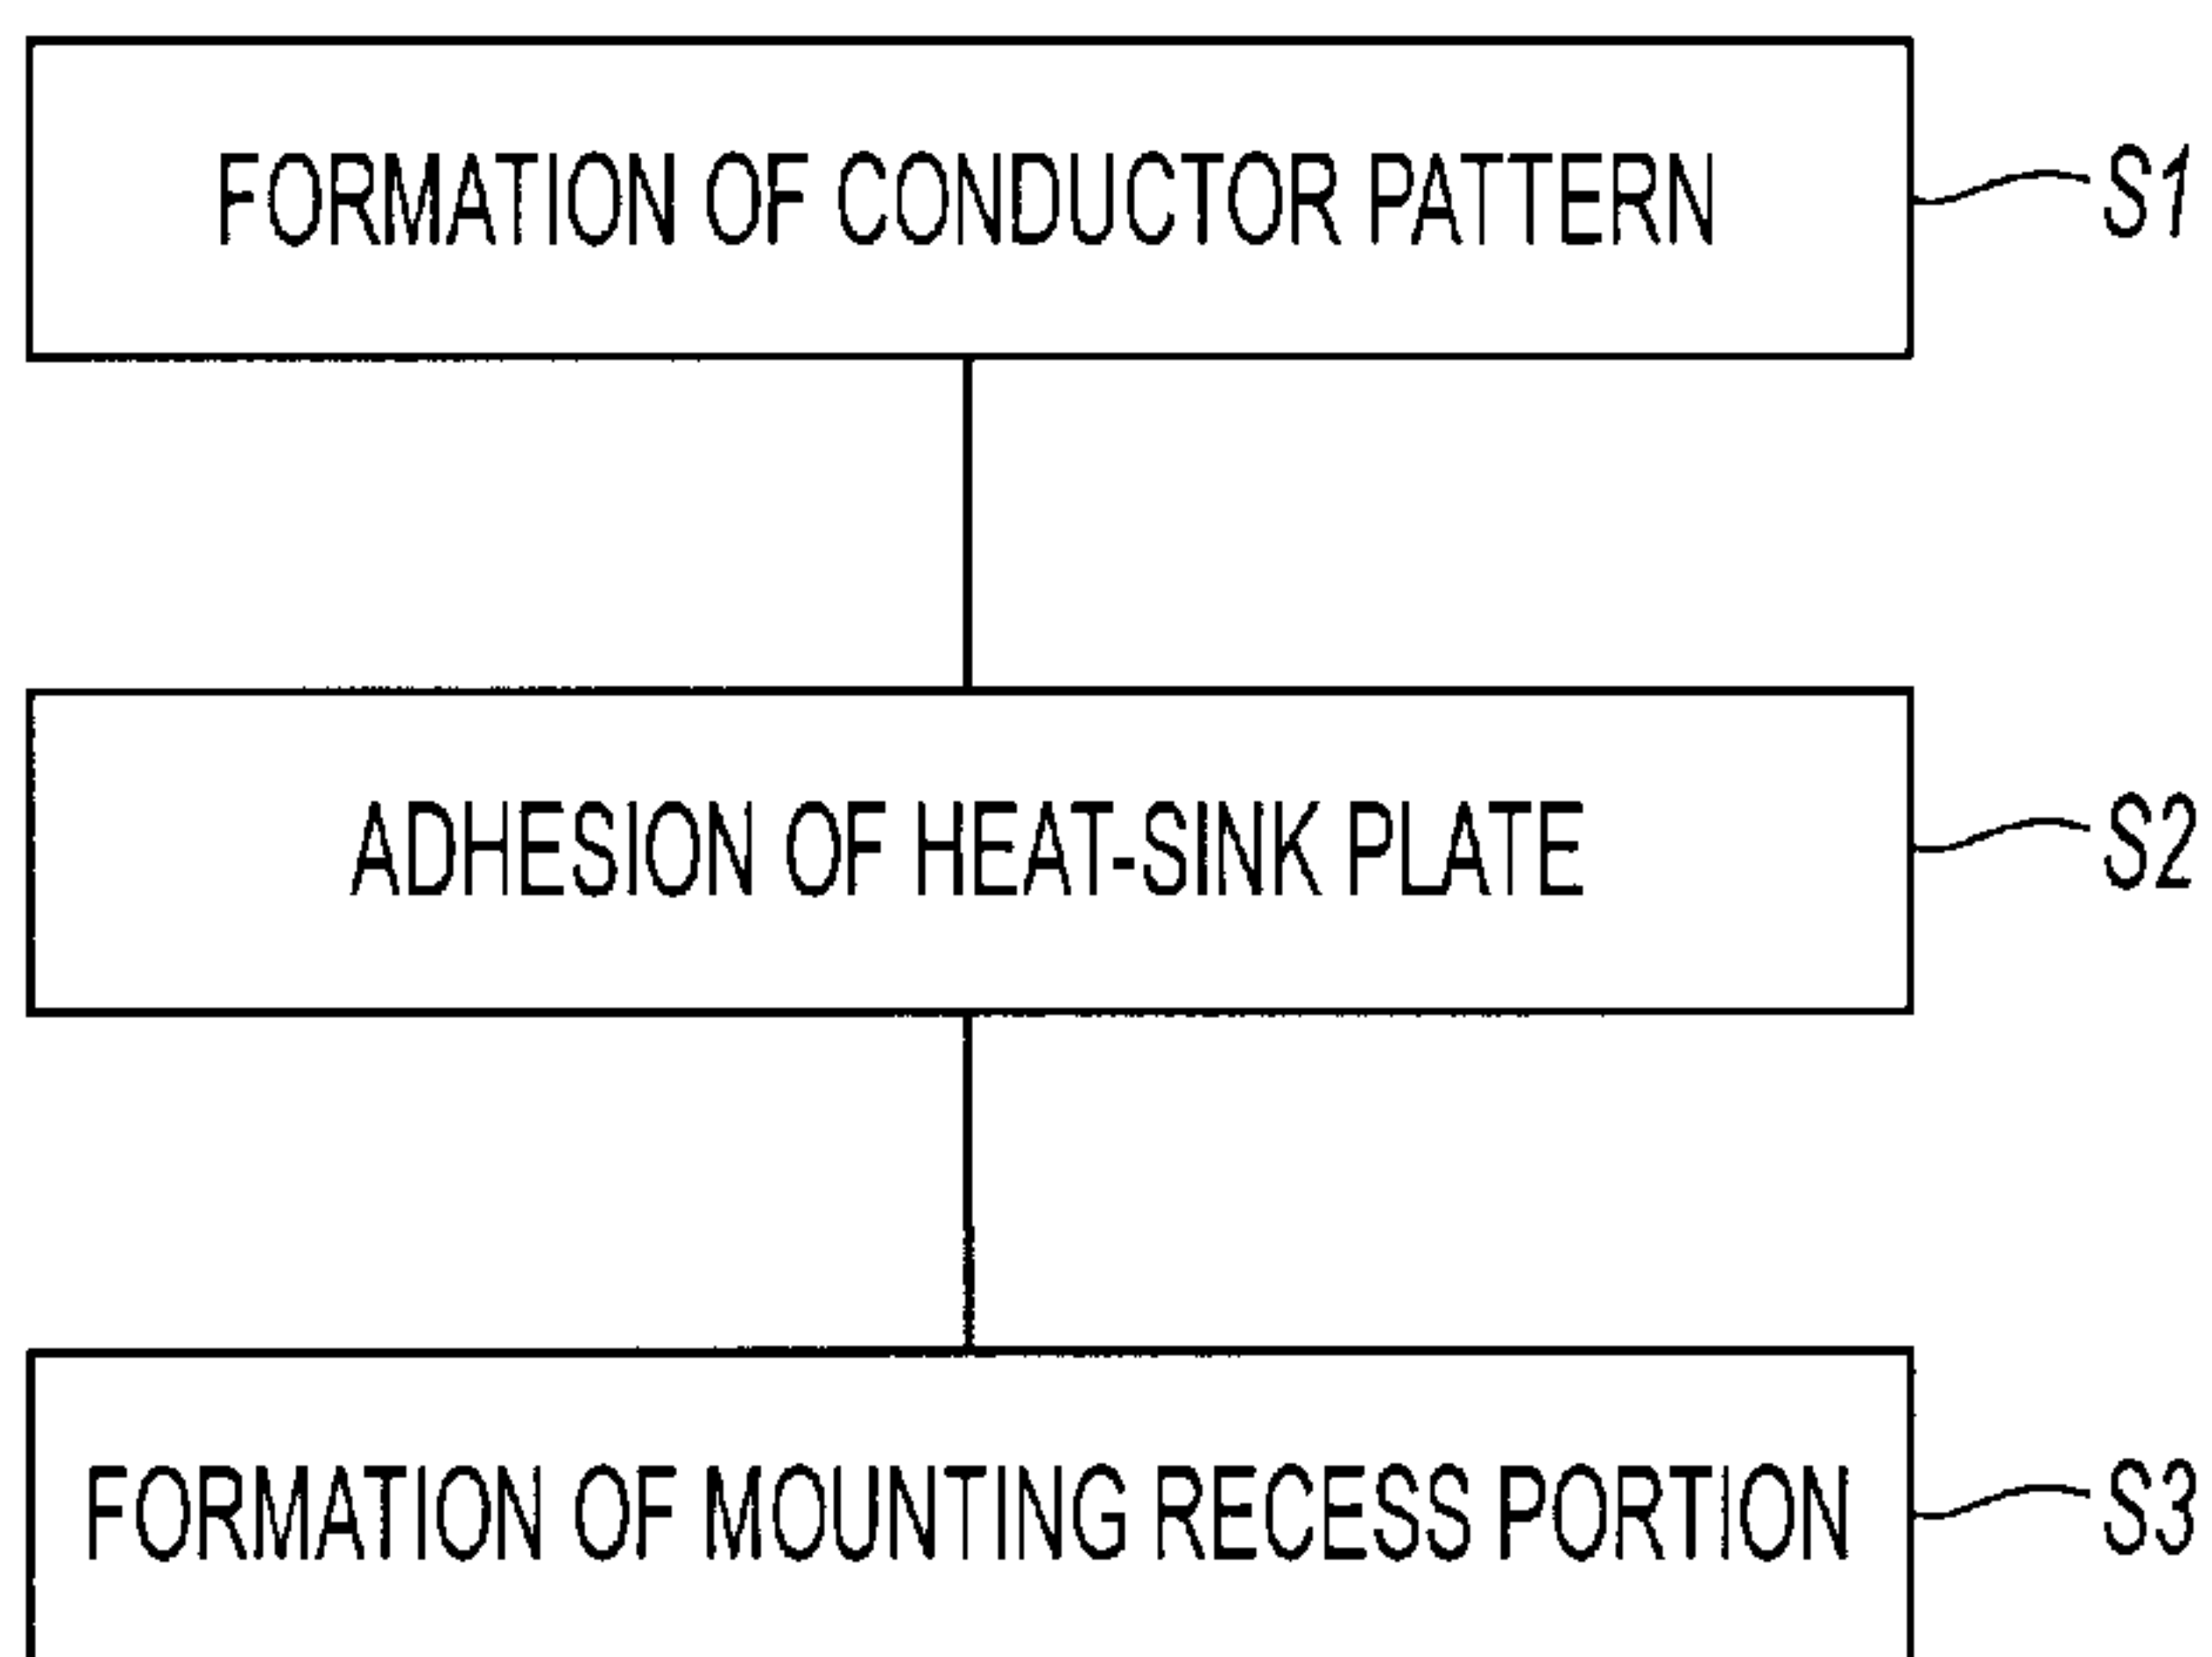 FORMATION OF CONDUCTOR PATTERN S1
ADHESION OF HEAT-SINK PLATE S2
FORMATION OF MOUNTING RECESS PORTION S3